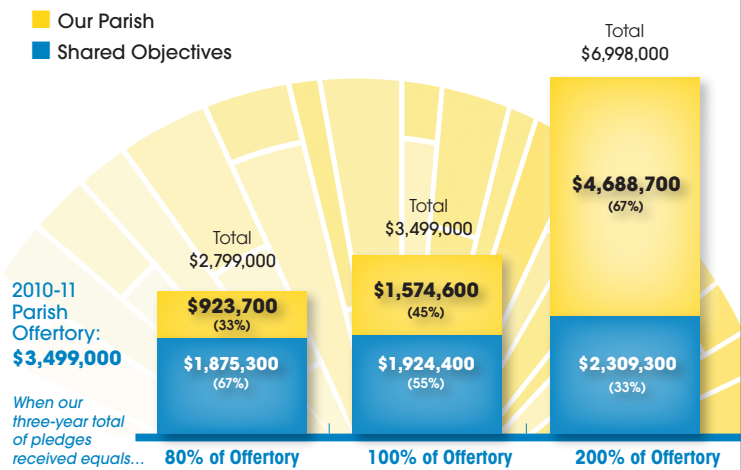 Our Parish
Shared Objectives
Total
$6,998,000
$4,688,700
(67%)
Total
$3,499,000
Total
$2,799,000
2010-11
Parish
Offertory:
$3,499,000
$923,700
(33%)
$1,574,600
(45%)
$1,875,300
(67%)
$1,924,400
(55%)
$2,309,300
(33%)
When our
three-year total
of pledges
received equals...
80% of Offertory
100% of Offertory
200% of Offertory